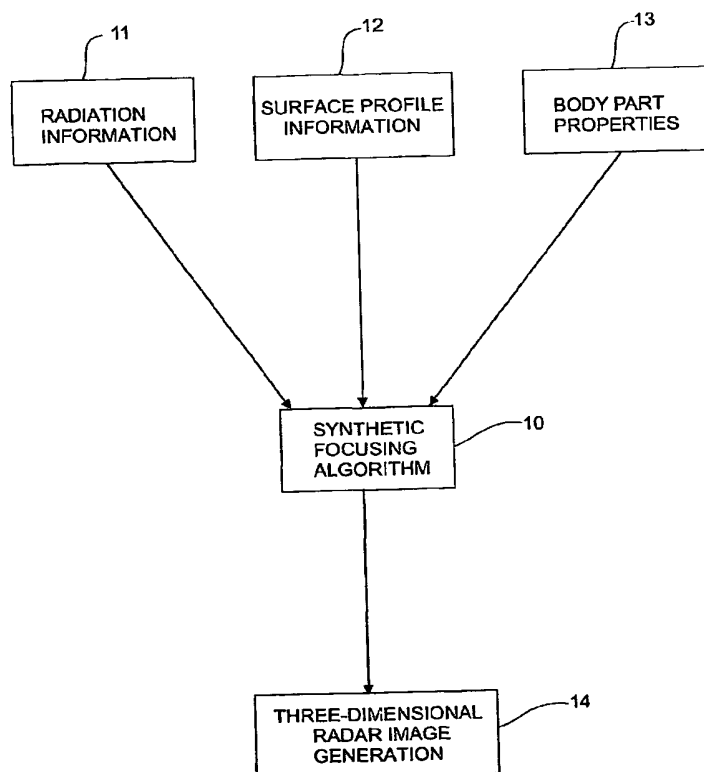 11
12
13
RADIATION
INFORMATION
SURFACE PROFILE
INFORMATION
BODY PART
PROPERTIES
SYNTHETIC
FOCUSING
ALGORITHM
10
THREE-DIMENSIONAL
RADAR IMAGE
GENERATION
14